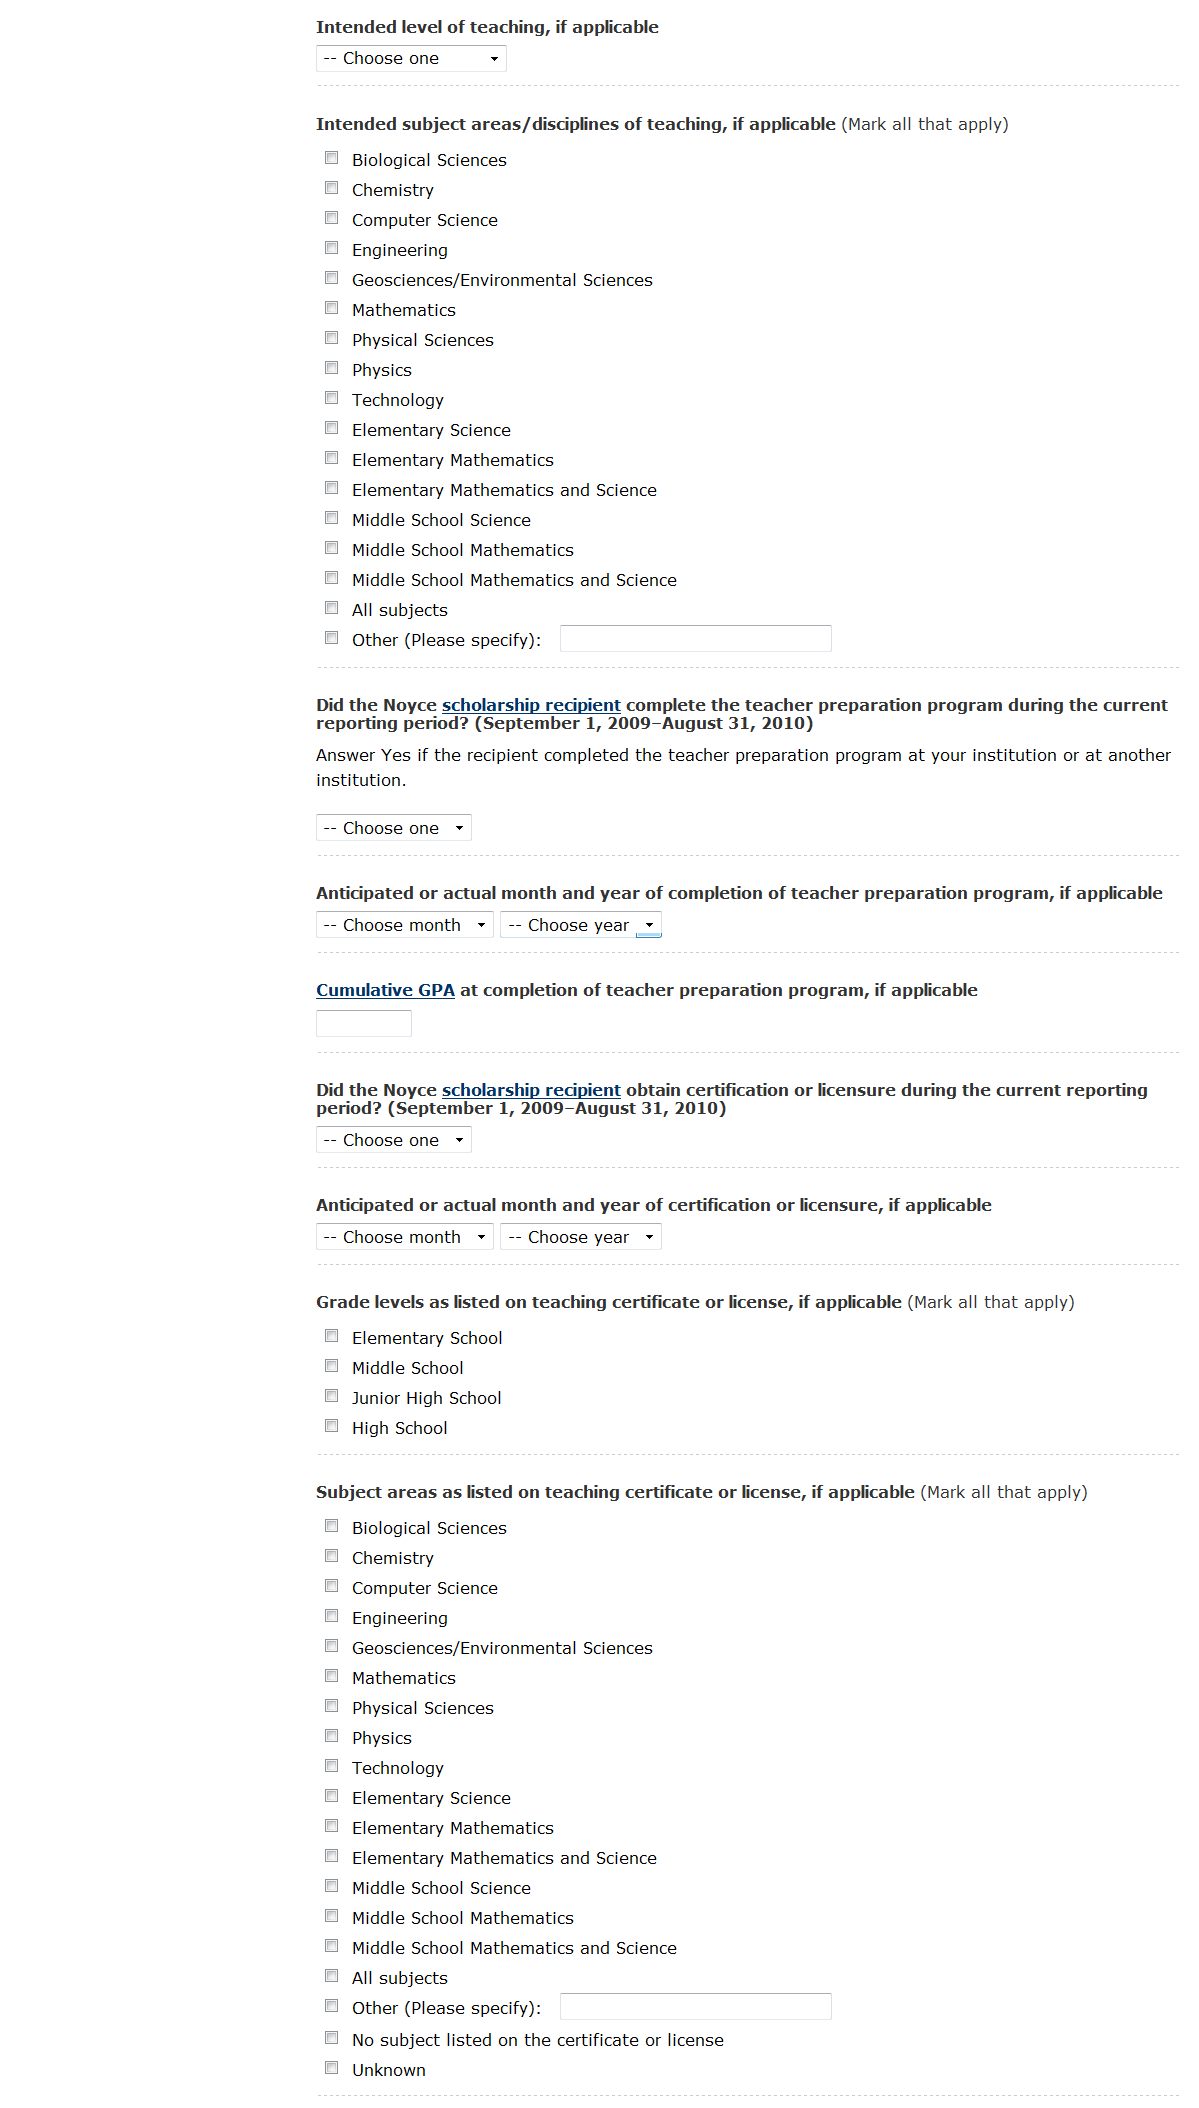 Intended level of teaching, if applicable
-- Choose one
Intended subject areas/disciplines of teaching, if applicable (Mark all that apply)
Biological Sciences
Chemistry
Computer Science
Engineering
Geosciences/Environmental Sciences
Mathematics
Physical Sciences
Physics
Technology
Elementary Science
Elementary Mathematics
Elementary Mathematics and Science
Middle School Science
Middle School Mathematics
Middle School Mathematics and Science
All subjects
Other (Please specify):
Did the Noyce scholarship recipient complete the teacher preparation program during the current
reporting period? (September 1, 2009–August 31, 2010)
Answer Yes if the recipient completed the teacher preparation program at your institution or at another
institution.
-- Choose one
Anticipated or actual month and year of completion of teacher preparation program, if applicable
-- Choose month -- Choose year
Cumulative GPA at completion of teacher preparation program, if applicable
Did the Noyce scholarship recipient obtain certification or licensure during the current reporting
period? (September 1, 2009–August 31, 2010)
-- Choose one
Anticipated or actual month and year of certification or licensure, if applicable
-- Choose month -- Choose year
Grade levels as listed on teaching certificate or license, if applicable (Mark all that apply)
Elementary School
Middle School
Junior High School
High School
Subject areas as listed on teaching certificate or license, if applicable (Mark all that apply)
Biological Sciences
Chemistry
Computer Science
Engineering
Geosciences/Environmental Sciences
Mathematics
Physical Sciences
Physics
Technology
Elementary Science
Elementary Mathematics
Elementary Mathematics and Science
Middle School Science
Middle School Mathematics
Middle School Mathematics and Science
All subjects
Other (Please specify):
No subject listed on the certificate or license
Unknown